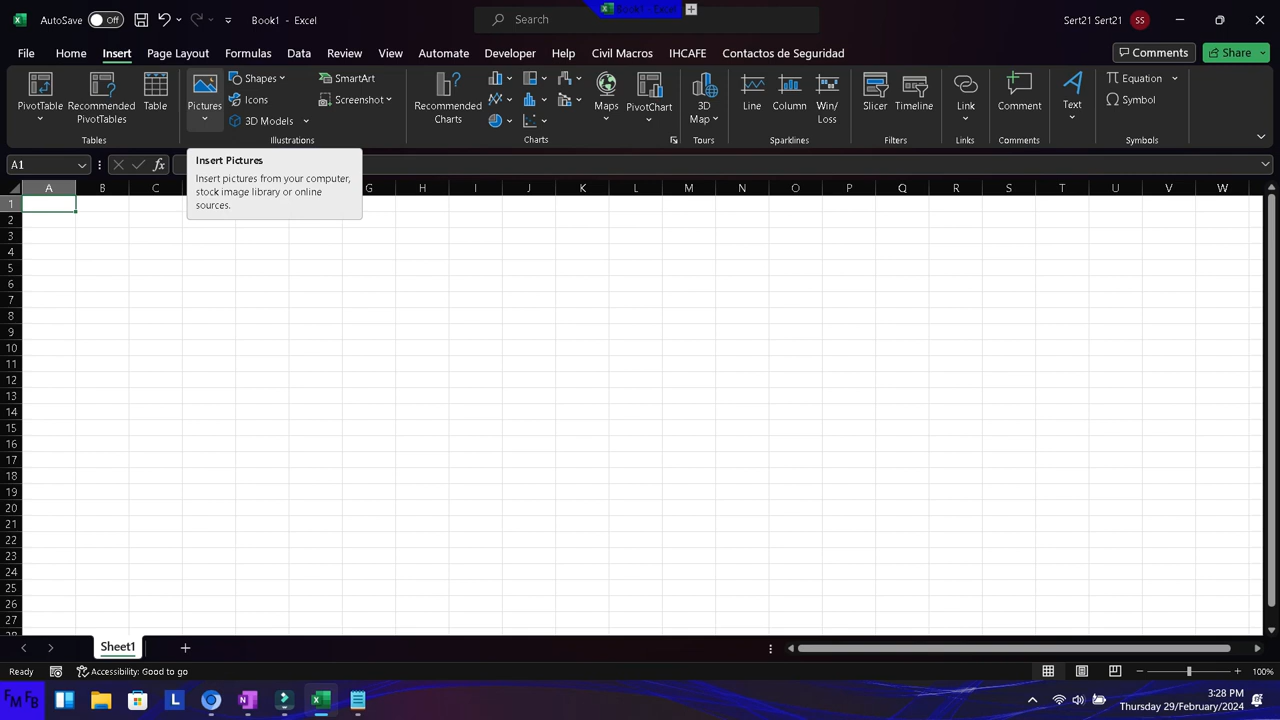 AutoSave Off Book1 - Excel Search Book1 - Excel Sert21 Sert21 SS
File Home Insert Page Layout Formulas Data Review View Automate Developer Help Civil Macros IHCAFE Contactos de Seguridad Comments Share
PivotTable
Recommended PivotTables
Table
Tables
Pictures
Shapes
Icons
3D Models
SmartArt
Screenshot
Illustrations
Recommended Charts
Maps
PivotChart
Charts
3D Map
Tours
Line
Column
Win/ Loss
Sparklines
Slicer
Timeline
Filters
Link
Links
Comment
Comments
Text
Equation
Symbol
Symbols
A1 fx
Insert Pictures
Insert pictures from your computer,
stock image library or online
sources.
A B C G H I J K L M N O P Q R S T U V W
1
2
3
4
5
6
7
8
9
10
11
12
13
14
15
16
17
18
19
20
21
22
23
24
25
26
27
28
Sheet1
Ready Accessibility: Good to go 100%
FM FB L N 3:28 PM
Thursday 29/February/2024